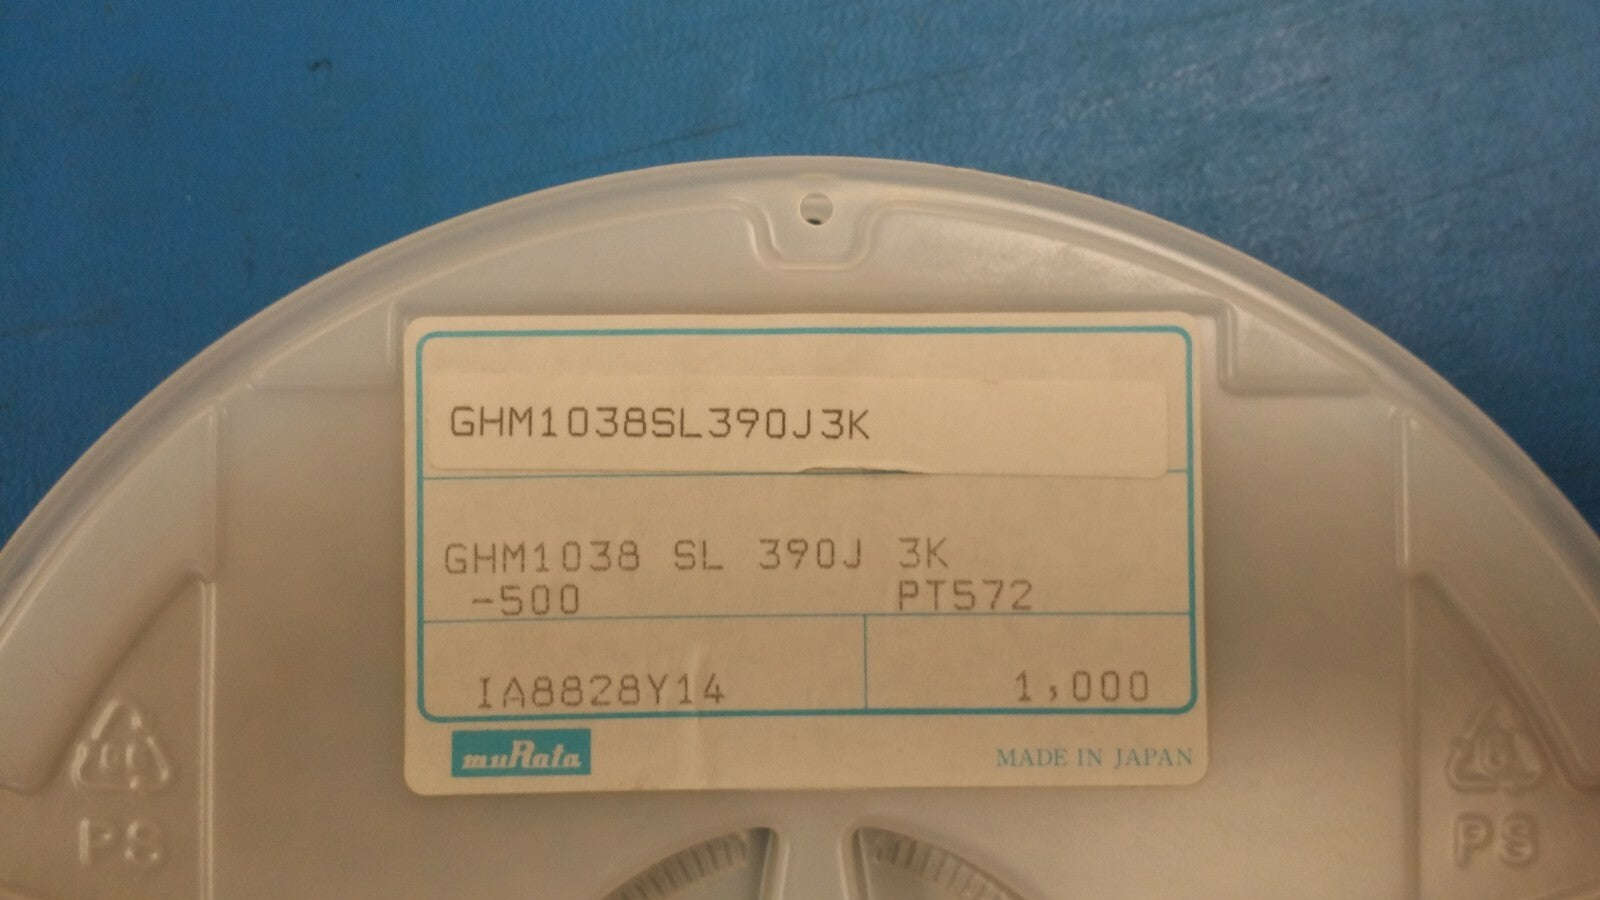 GHM1038SL390J3K
GHM1038 SL 390J 3K
-500 PT572
IA8828Y14 1,000
muRata MADE IN JAPAN
PS PS